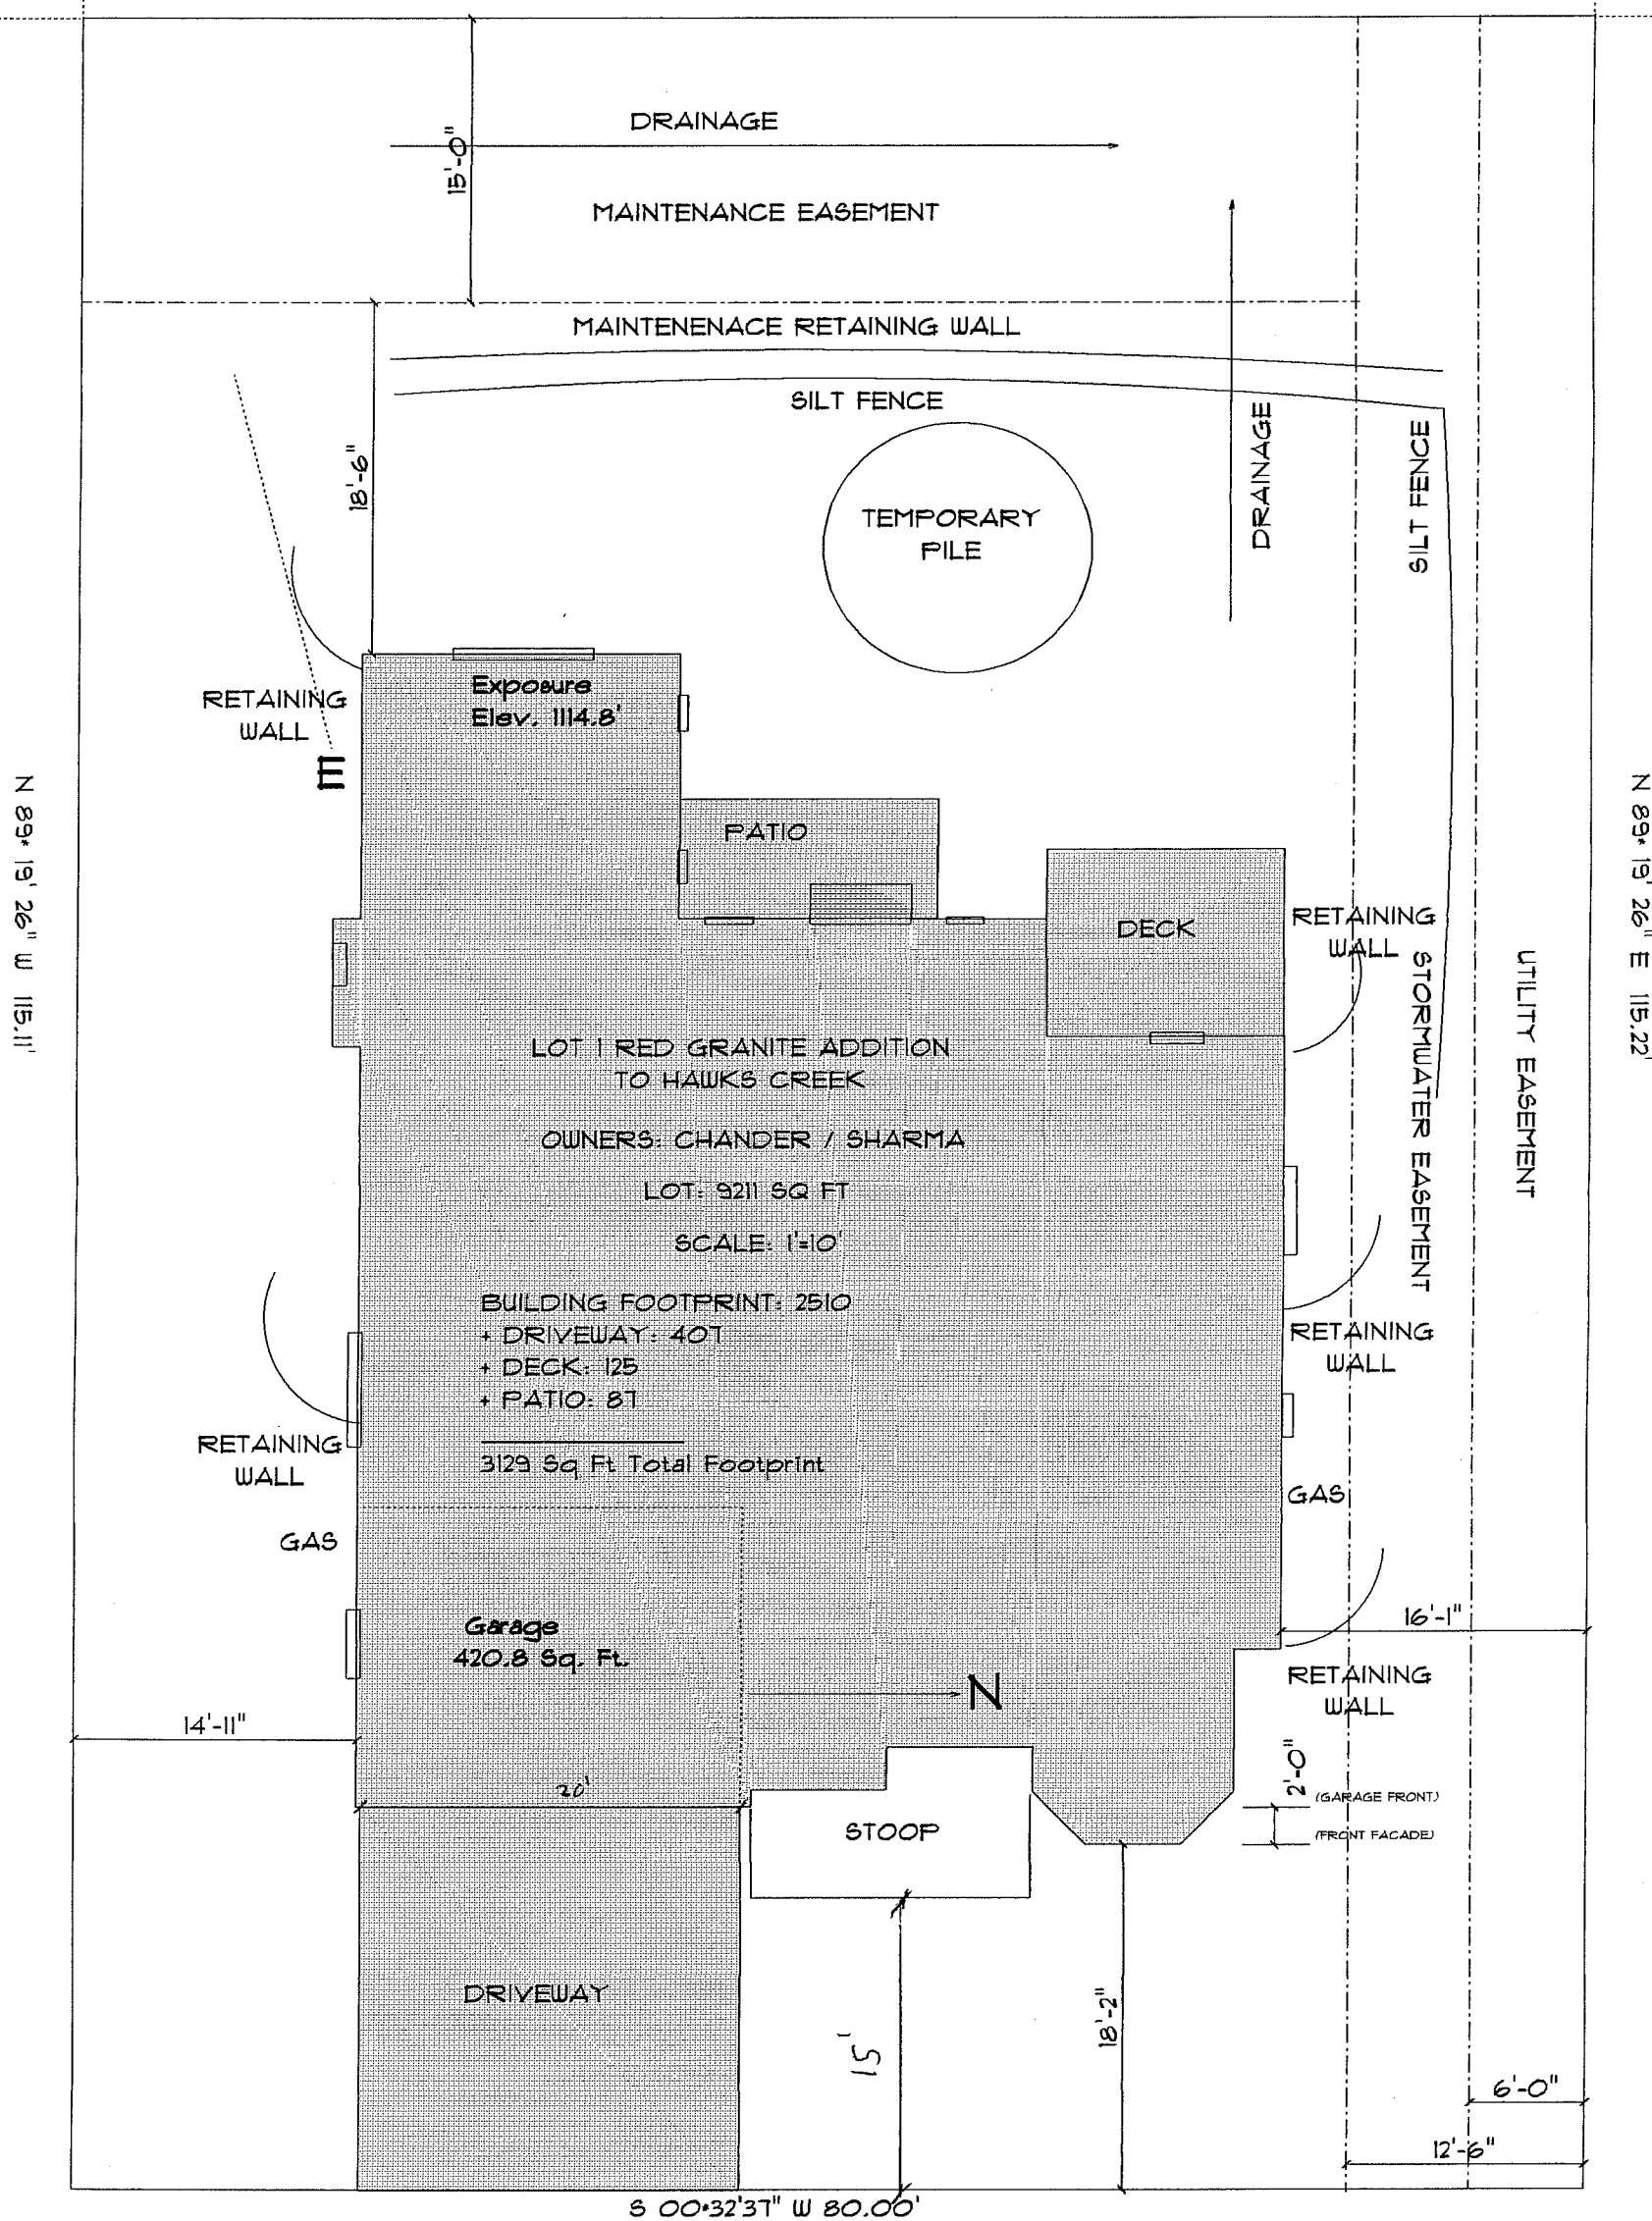 DRAINAGE
15'-0"
MAINTENANCE EASEMENT
MAINTENENACE RETAINING WALL
SILT FENCE
18'-6"
TEMPORARY
PILE
DRAINAGE
SILT FENCE
Exposure
Elev. 1114.8'
RETAINING
WALL
E
N 89° 19' 26" W 115.11'
N 89° 19' 26" E 115.22'
PATIO
DECK
RETAINING
WALL
STORMWATER EASEMENT
UTILITY EASEMENT
LOT 1 RED GRANITE ADDITION
TO HAWKS CREEK
OWNERS: CHANDER / SHARMA
LOT: 9211 SQ FT
SCALE: 1'=10'
BUILDING FOOTPRINT: 2510
+ DRIVEWAY: 407
+ DECK: 125
+ PATIO: 87
3129 Sq Ft Total Footprint
RETAINING
WALL
RETAINING
WALL
GAS
GAS
Garage
420.8 Sq. Ft.
16'-1"
RETAINING
WALL
N
14'-11"
20'
2'-0"
(GARAGE FRONT)
(FRONT FACADE)
STOOP
DRIVEWAY
15'
18'-2"
6'-0"
12'-6"
S 00°32'37" W 80.00'